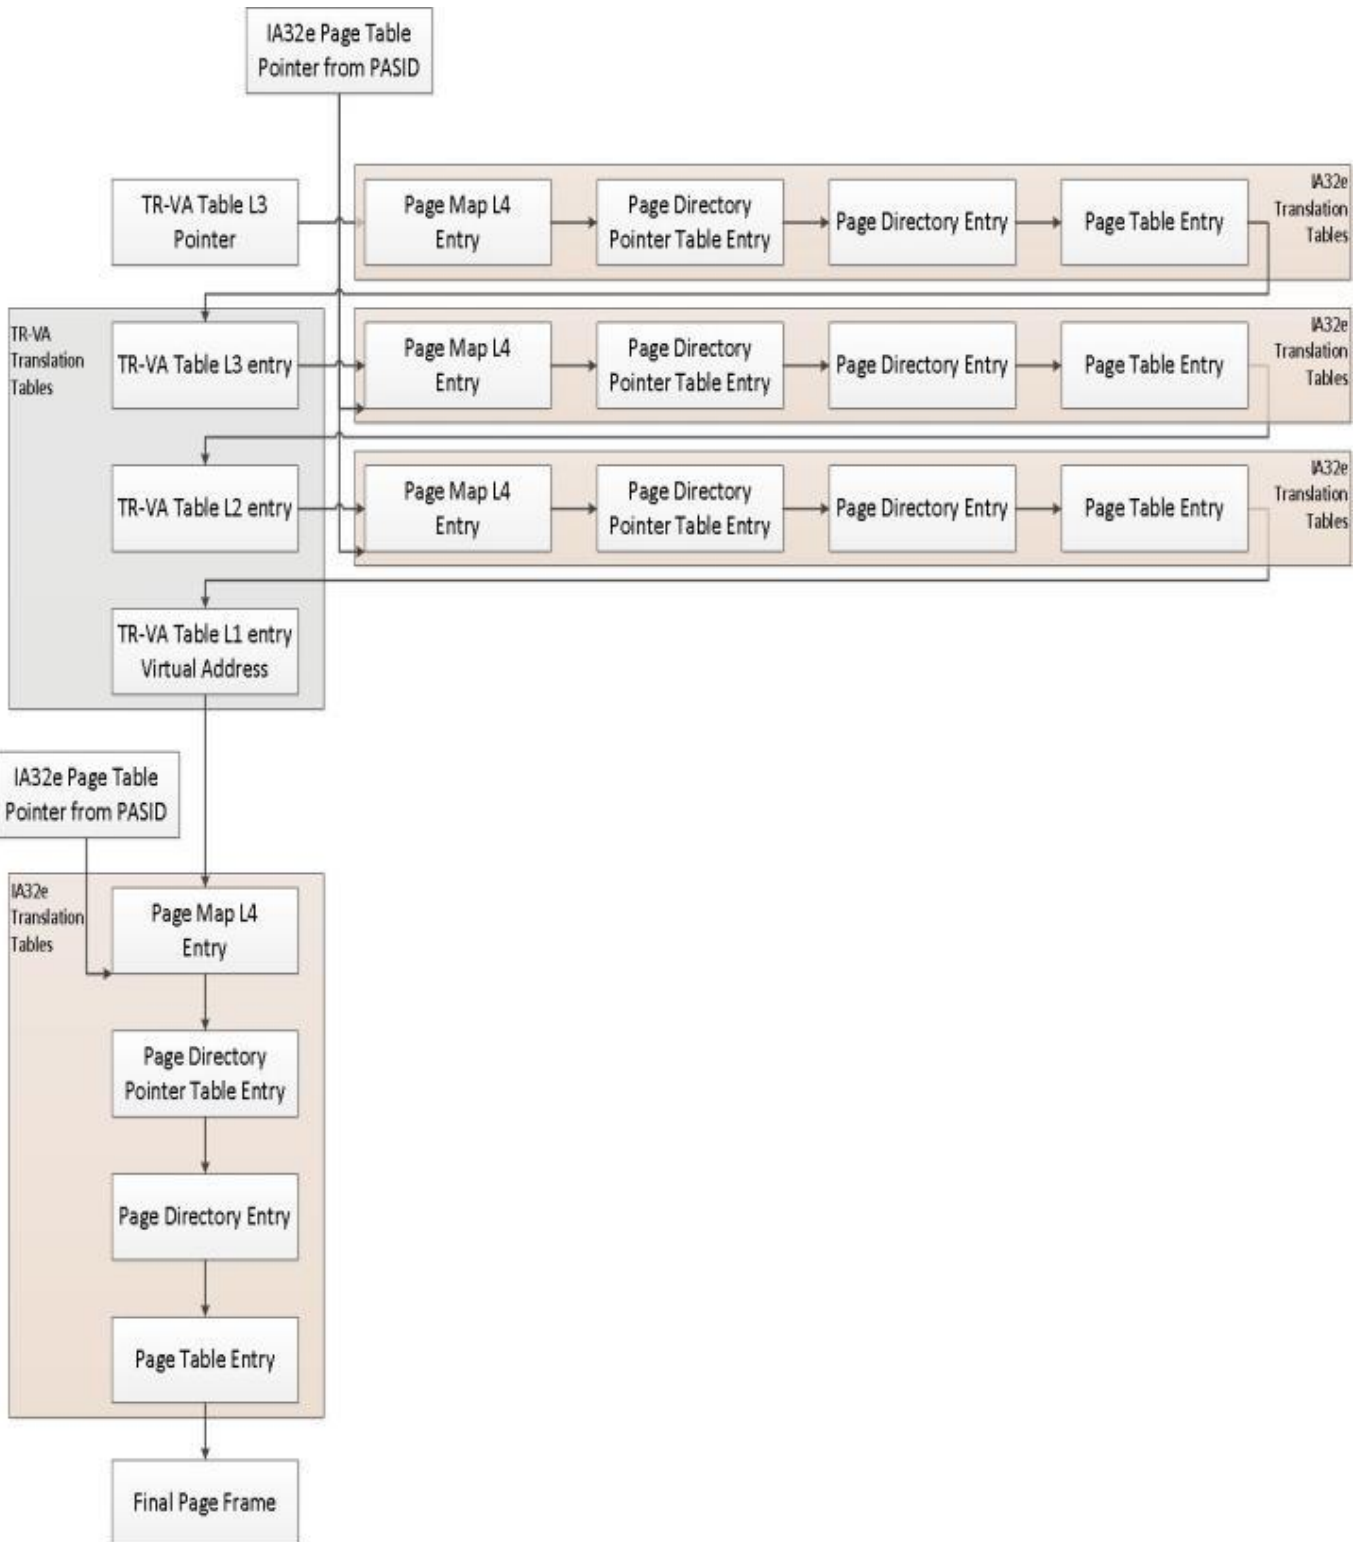 IA32e Page Table
Pointer from PASID
TR-VA Table L3
Pointer
Page Map L4
Entry
Page Directory
Pointer Table Entry
Page Directory Entry
Page Table Entry
IA32e
Translation
Tables
TR-VA
Translation
Tables
TR-VA Table L3 entry
Page Map L4
Entry
Page Directory
Pointer Table Entry
Page Directory Entry
Page Table Entry
IA32e
Translation
Tables
TR-VA Table L2 entry
Page Map L4
Entry
Page Directory
Pointer Table Entry
Page Directory Entry
Page Table Entry
IA32e
Translation
Tables
TR-VA Table L1 entry
Virtual Address
IA32e Page Table
Pointer from PASID
IA32e
Translation
Tables
Page Map L4
Entry
Page Directory
Pointer Table Entry
Page Directory Entry
Page Table Entry
Final Page Frame